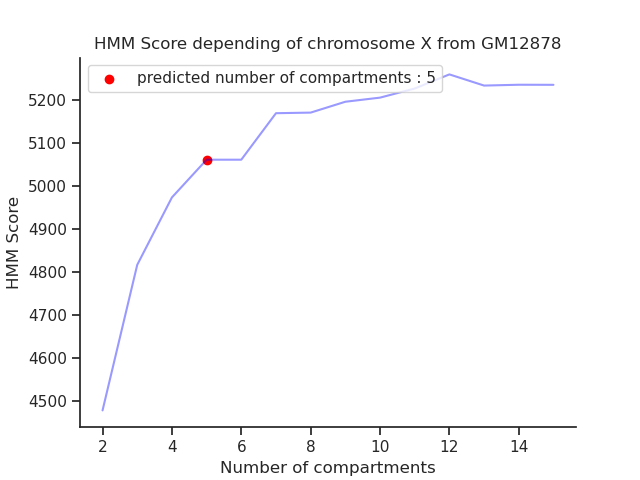 HMM Score depending of chromosome X from GM12878
predicted number of compartments : 5
5200
5100
5000
4900
4800
4700
4600
4500
HMM Score
2 4 6 8 10 12 14
Number of compartments